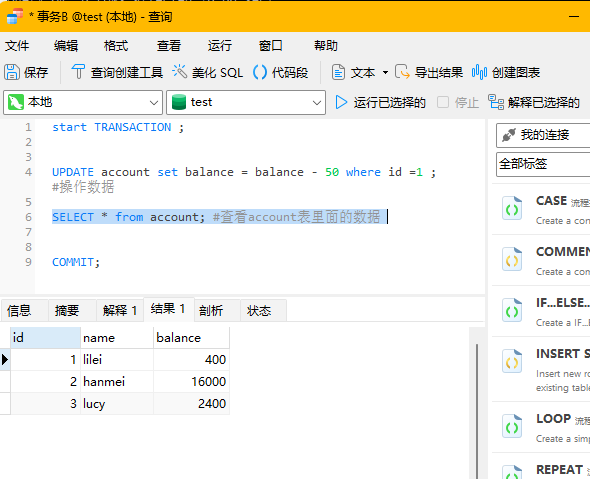 * 事务B @test (本地) - 查询
文件 编辑 格式 查看 运行 窗口 帮助
保存 查询创建工具 美化 SQL 代码段 文本 导出结果 创建图表
本地 test 运行已选择的 停止 解释已选择的
1 start TRANSACTION ;
2
3
4 UPDATE account set balance = balance - 50 where id =1 ;
#操作数据
5
6 SELECT * from account; #查看account表里面的数据
7
8
9 COMMIT;
信息 摘要 解释 1 结果 1 剖析 状态
id name balance
1 lilei 400
2 hanmei 16000
3 lucy 2400
我的连接
全部标签
CASE 流程
Create a con
COMMEN
Create a com
IF...ELSE...
Create a IF...E
INSERT S
Insert new ro
existing table
LOOP 流程
Create a simp
REPEAT